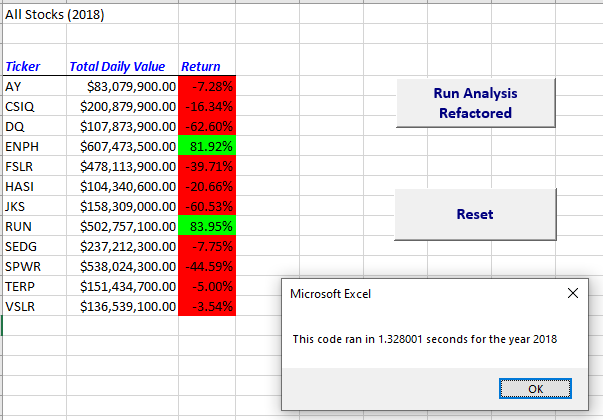 All Stocks (2018)
Ticker Total Daily Value Return
AY $83,079,900.00 -7.28%
CSIQ $200,879,900.00 -16.34%
DQ $107,873,900.00 -62.60%
ENPH $607,473,500.00 81.92%
FSLR $478,113,900.00 -39.71%
HASI $104,340,600.00 -20.66%
JKS $158,309,000.00 -60.53%
RUN $502,757,100.00 83.95%
SEDG $237,212,300.00 -7.75%
SPWR $538,024,300.00 -44.59%
TERP $151,434,700.00 -5.00%
VSLR $136,539,100.00 -3.54%
Run Analysis
Refactored
Reset
Microsoft Excel
This code ran in 1.328001 seconds for the year 2018
OK